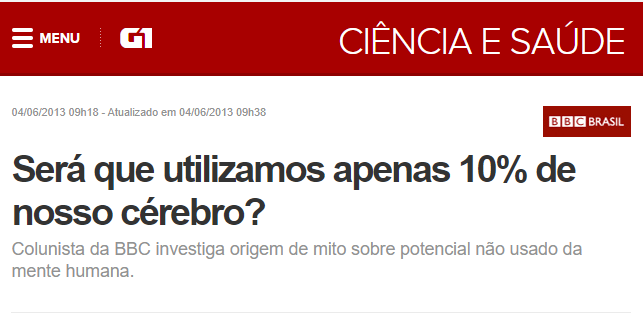 MENU
G1
CIÊNCIA E SAÚDE
04/06/2013 09h18 - Atualizado em 04/06/2013 09h38
BBC BRASIL
Será que utilizamos apenas 10% de
nosso cérebro?
Colunista da BBC investiga origem de mito sobre potencial não usado da
mente humana.